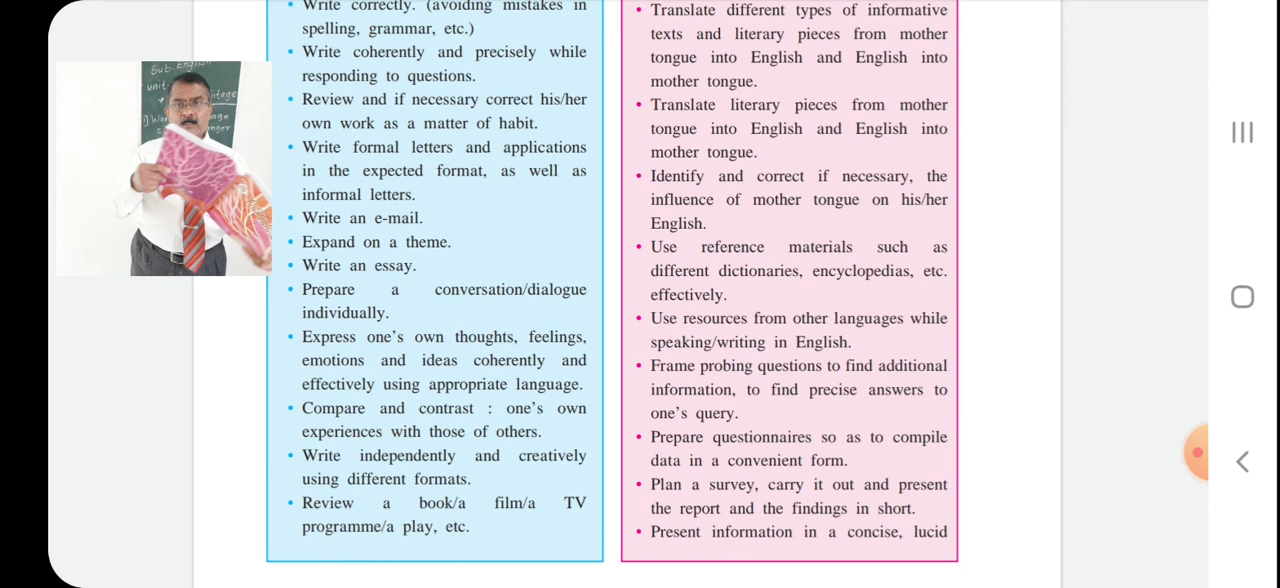 Write correctly. (avoiding mistakes in
spelling, grammar, etc.)
• Write coherently and precisely while
responding to questions.
• Review and if necessary correct his/her
own work as a matter of habit.
• Write formal letters and applications
in the expected format, as well as
informal letters.
• Write an e-mail.
• Expand on a theme.
• Write an essay.
• Prepare a conversation/dialogue
individually.
• Express one's own thoughts, feelings,
emotions and ideas coherently and
effectively using appropriate language.
• Compare and contrast : one's own
experiences with those of others.
• Write independently and creatively
using different formats.
• Review a book/a film/a TV
programme/a play, etc.
• Translate different types of informative
texts and literary pieces from mother
tongue into English and English into
mother tongue.
• Translate literary pieces from mother
tongue into English and English into
mother tongue.
• Identify and correct if necessary, the
influence of mother tongue on his/her
English.
• Use reference materials such as
different dictionaries, encyclopedias, etc.
effectively.
• Use resources from other languages while
speaking/writing in English.
• Frame probing questions to find additional
information, to find precise answers to
one's query.
• Prepare questionnaires so as to compile
data in a convenient form.
• Plan a survey, carry it out and present
the report and the findings in short.
• Present information in a concise, lucid
Sub. English
unit